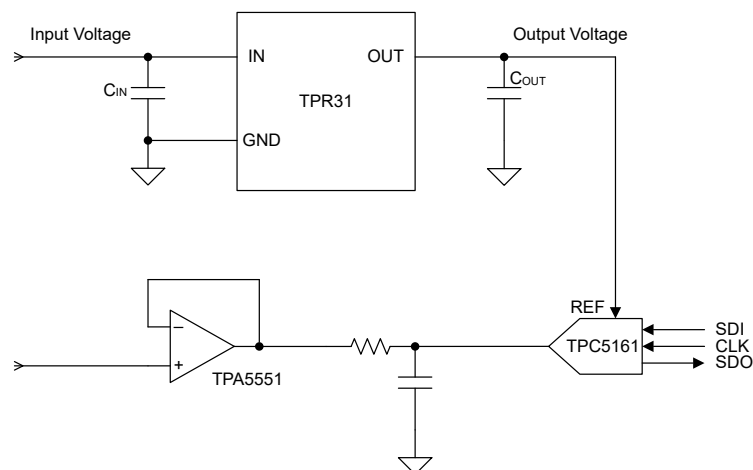 Input Voltage
Output Voltage
IN
OUT
CIN
COUT
TPR31
GND
REF
−
+
TPA5551
TPC5161
SDI
CLK
SDO